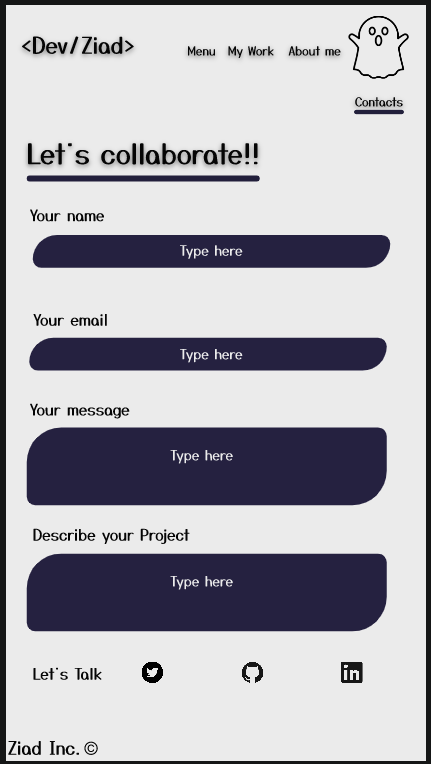 <Dev/Ziad>
Menu My Work About me
Contacts
Let's collaborate!!
Your name
Type here
Your email
Type here
Your message
Type here
Describe your Project
Type here
Let's Talk
Ziad Inc. ©